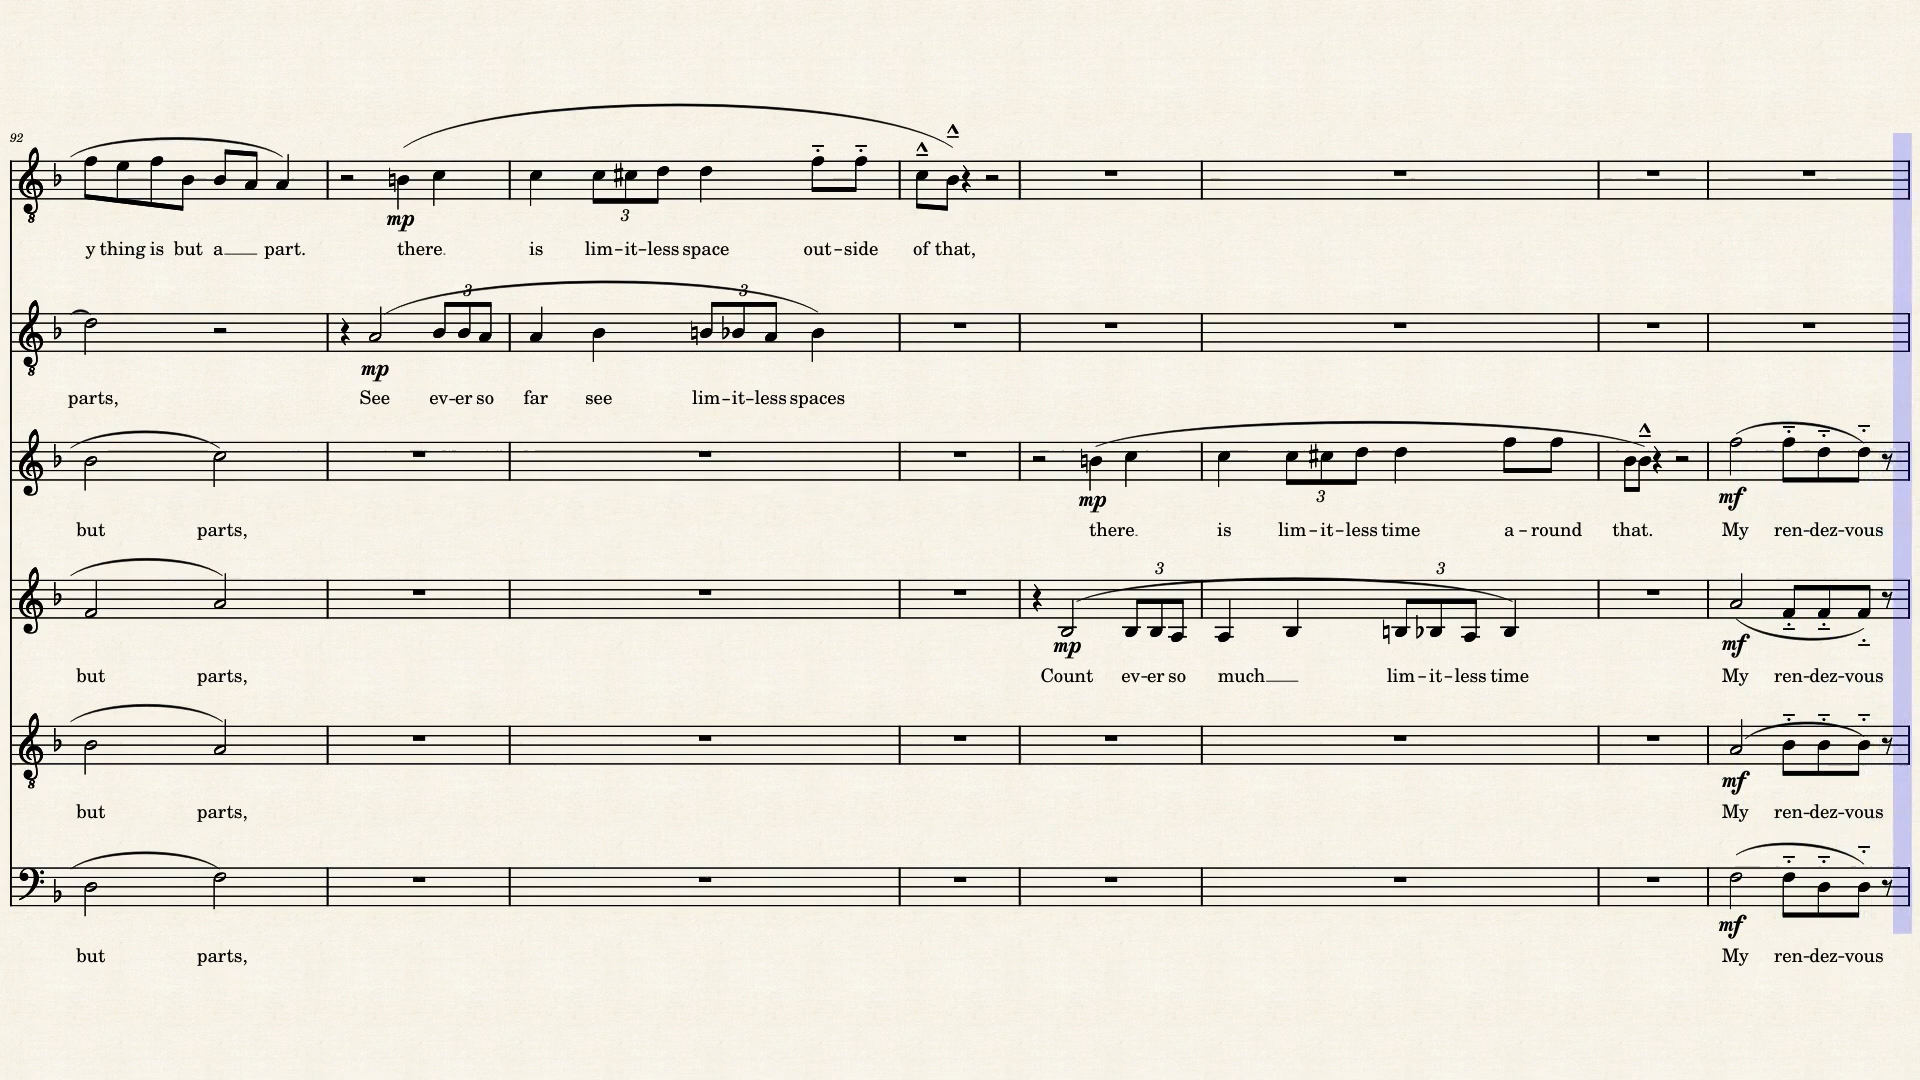 92
3
mp
y thing is but a part. there. is lim-it-less space out-side of that,
3 3
mp
parts, See ev-er so far see lim-it-less spaces
3
mp mf
but parts, there. is lim-it-less time a-round that. My ren-dez-vous
3 3
mp mf
but parts, Count ev-er so much lim-it-less time My ren-dez-vous
mf
but parts, My ren-dez-vous
mf
but parts, My ren-dez-vous